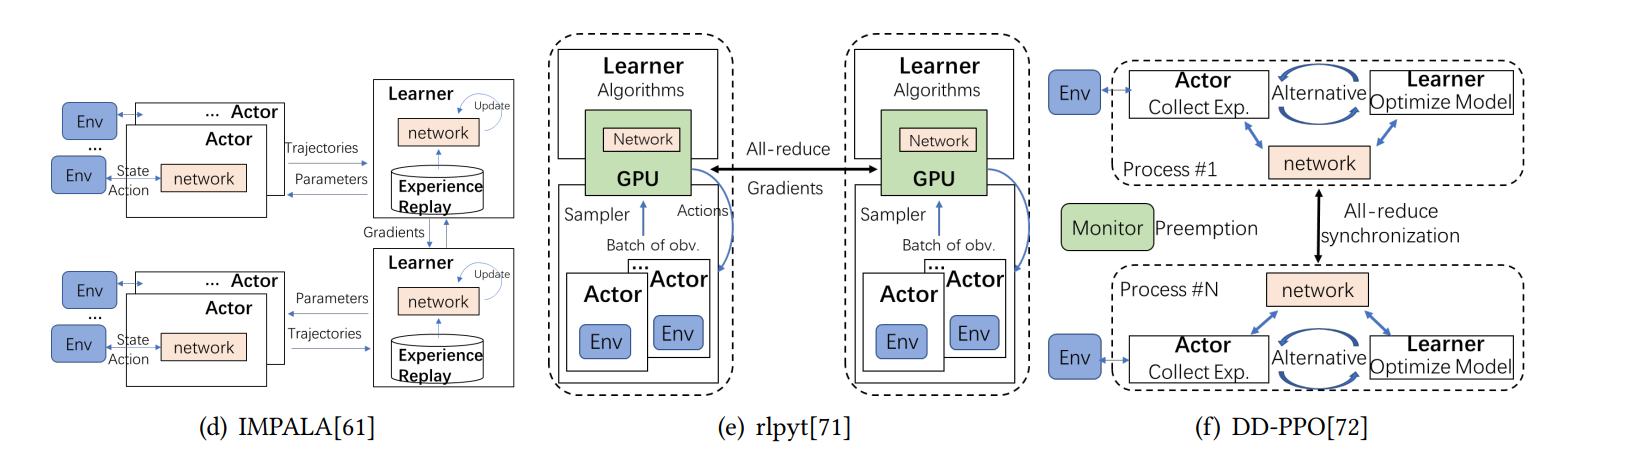 Env
...
Env
... Actor
Actor
State
Action
network
Trajectories
Parameters
Learner
Update
network
Experience
Replay
Gradients
Env
...
Env
... Actor
Actor
State
Action
network
Parameters
Trajectories
Learner
Update
network
Experience
Replay
(d) IMPALA[61]
Learner
Algorithms
Network
GPU
Sampler
Actions
Batch of obv.
...
Actor
Actor
Env
Env
All-reduce
Gradients
Learner
Algorithms
Network
GPU
Sampler
Batch of obv.
...
Actor
Actor
Env
Env
(e) rlpyt[71]
Env
Actor
Collect Exp.
Alternative
Learner
Optimize Model
network
Process #1
Monitor
Preemption
All-reduce
synchronization
Process #N
network
Env
Actor
Collect Exp.
Alternative
Learner
Optimize Model
(f) DD-PPO[72]